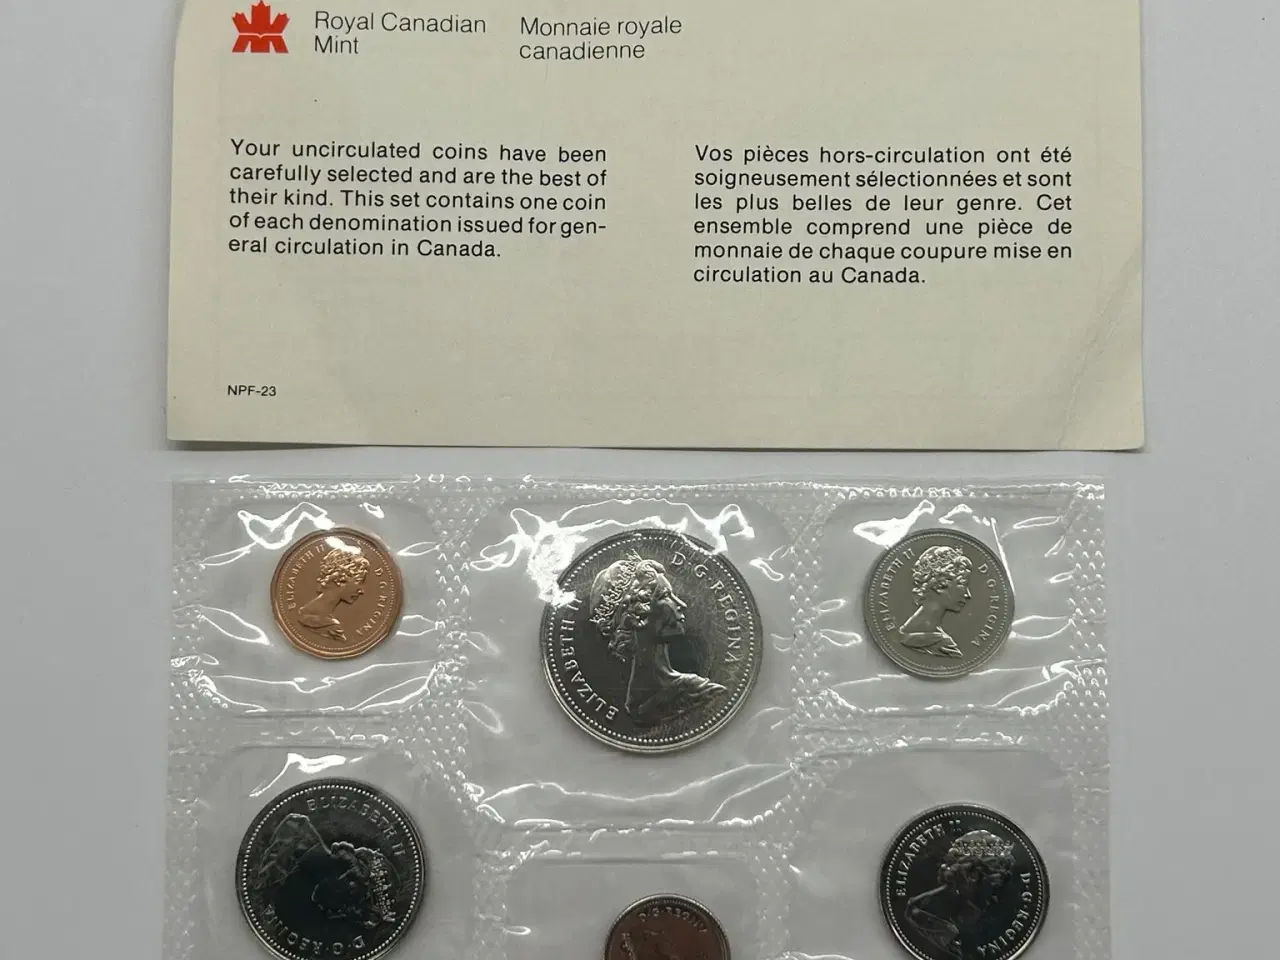 Royal Canadian
Mint
Monnaie royale
canadienne
Your uncirculated coins have been
carefully selected and are the best of
their kind. This set contains one coin
of each denomination issued for gen-
eral circulation in Canada.
Vos pièces hors-circulation ont été
soigneusement sélectionnées et sont
les plus belles de leur genre. Cet
ensemble comprend une pièce de
monnaie de chaque coupure mise en
circulation au Canada.
NPF-23
ELIZABETH II D·G·REGINA
ELIZABETH II D·G·REGINA
ELIZABETH II D·G·REGINA
ELIZABETH II D·G·REGINA
ELIZABETH II D·G·REGINA
D·G·REGINA